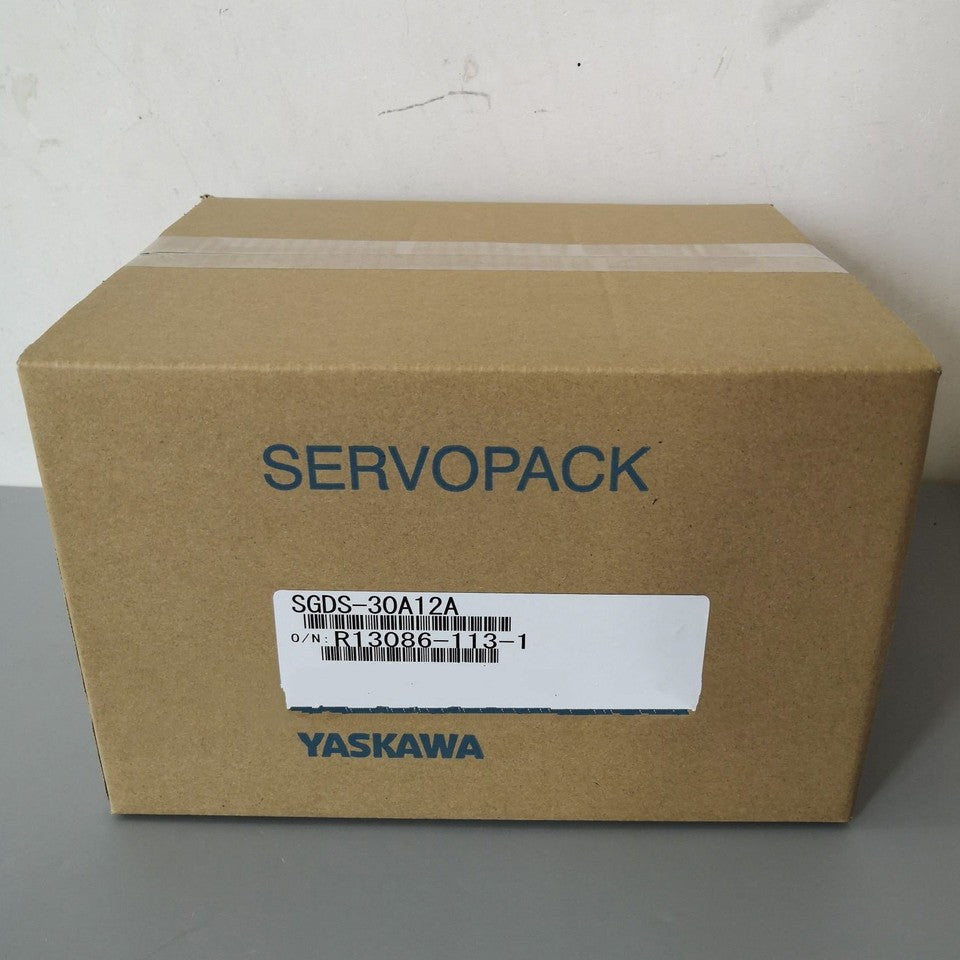 SERVOPACK
SGDS-30A12A
O/N: R13086-113-1
YASKAWA